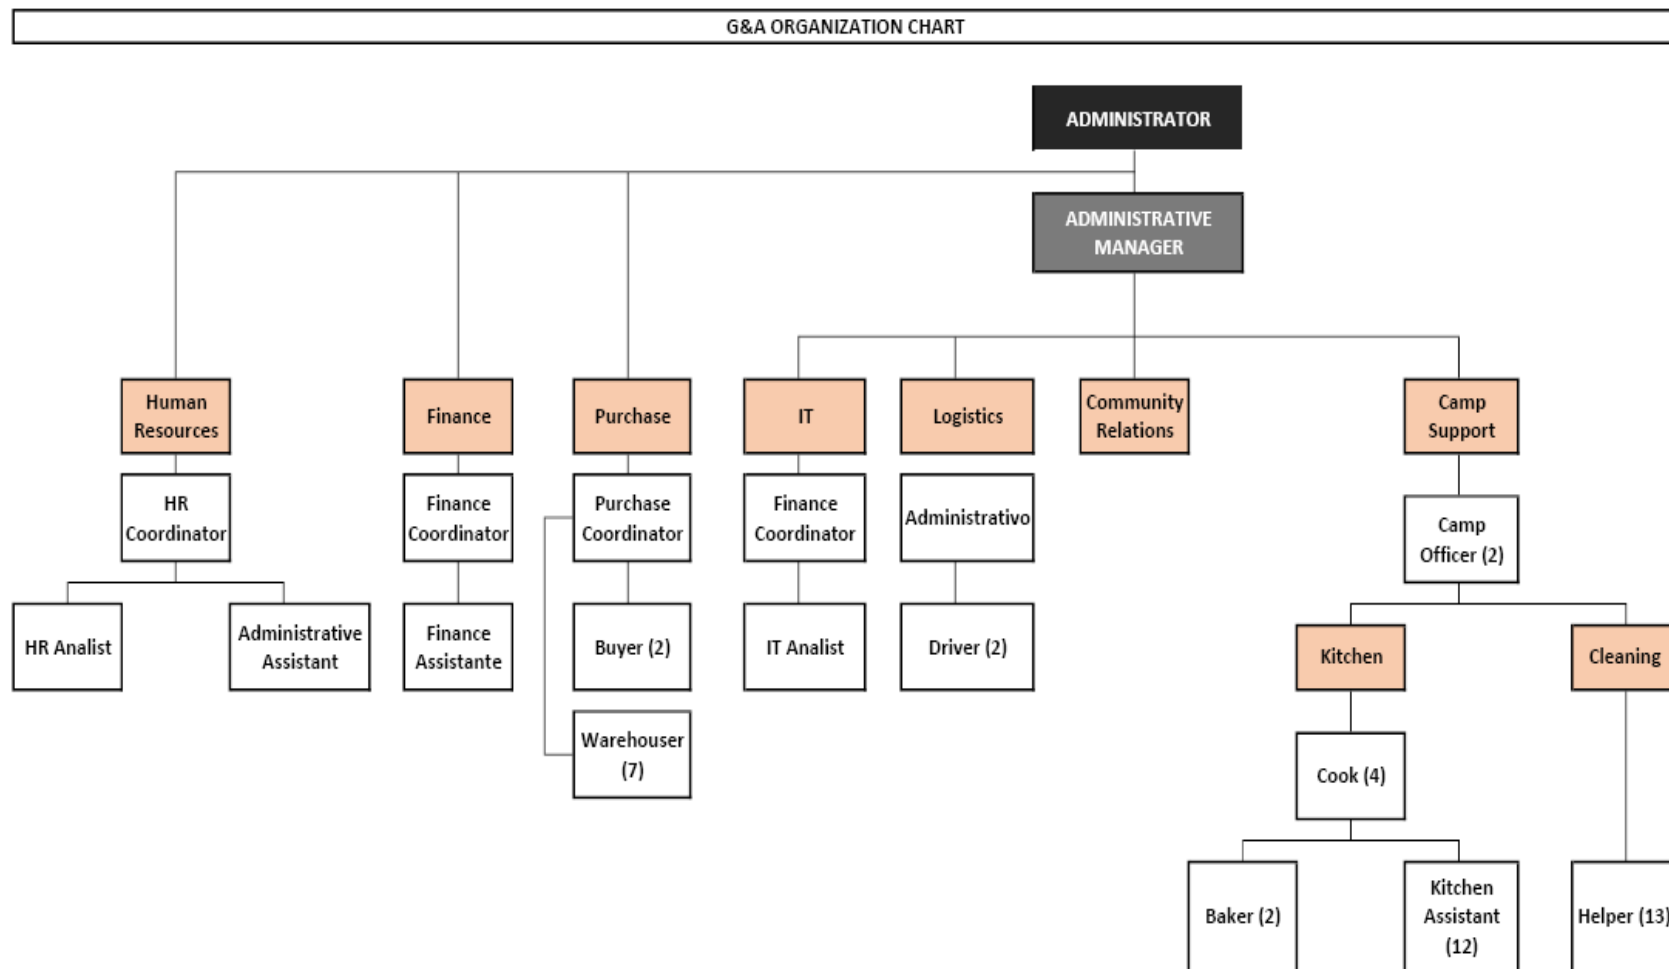 G&A ORGANIZATION CHART
ADMINISTRATOR
ADMINISTRATIVE
MANAGER
Human
Resources
Finance
Purchase
IT
Logistics
Community
Relations
Camp
Support
HR
Coordinator
Finance
Coordinator
Purchase
Coordinator
Finance
Coordinator
Administrativo
Camp
Officer (2)
HR Analist
Administrative
Assistant
Finance
Assistante
Buyer (2)
IT Analist
Driver (2)
Kitchen
Cleaning
Warehouser
(7)
Cook (4)
Baker (2)
Kitchen
Assistant
(12)
Helper (13)